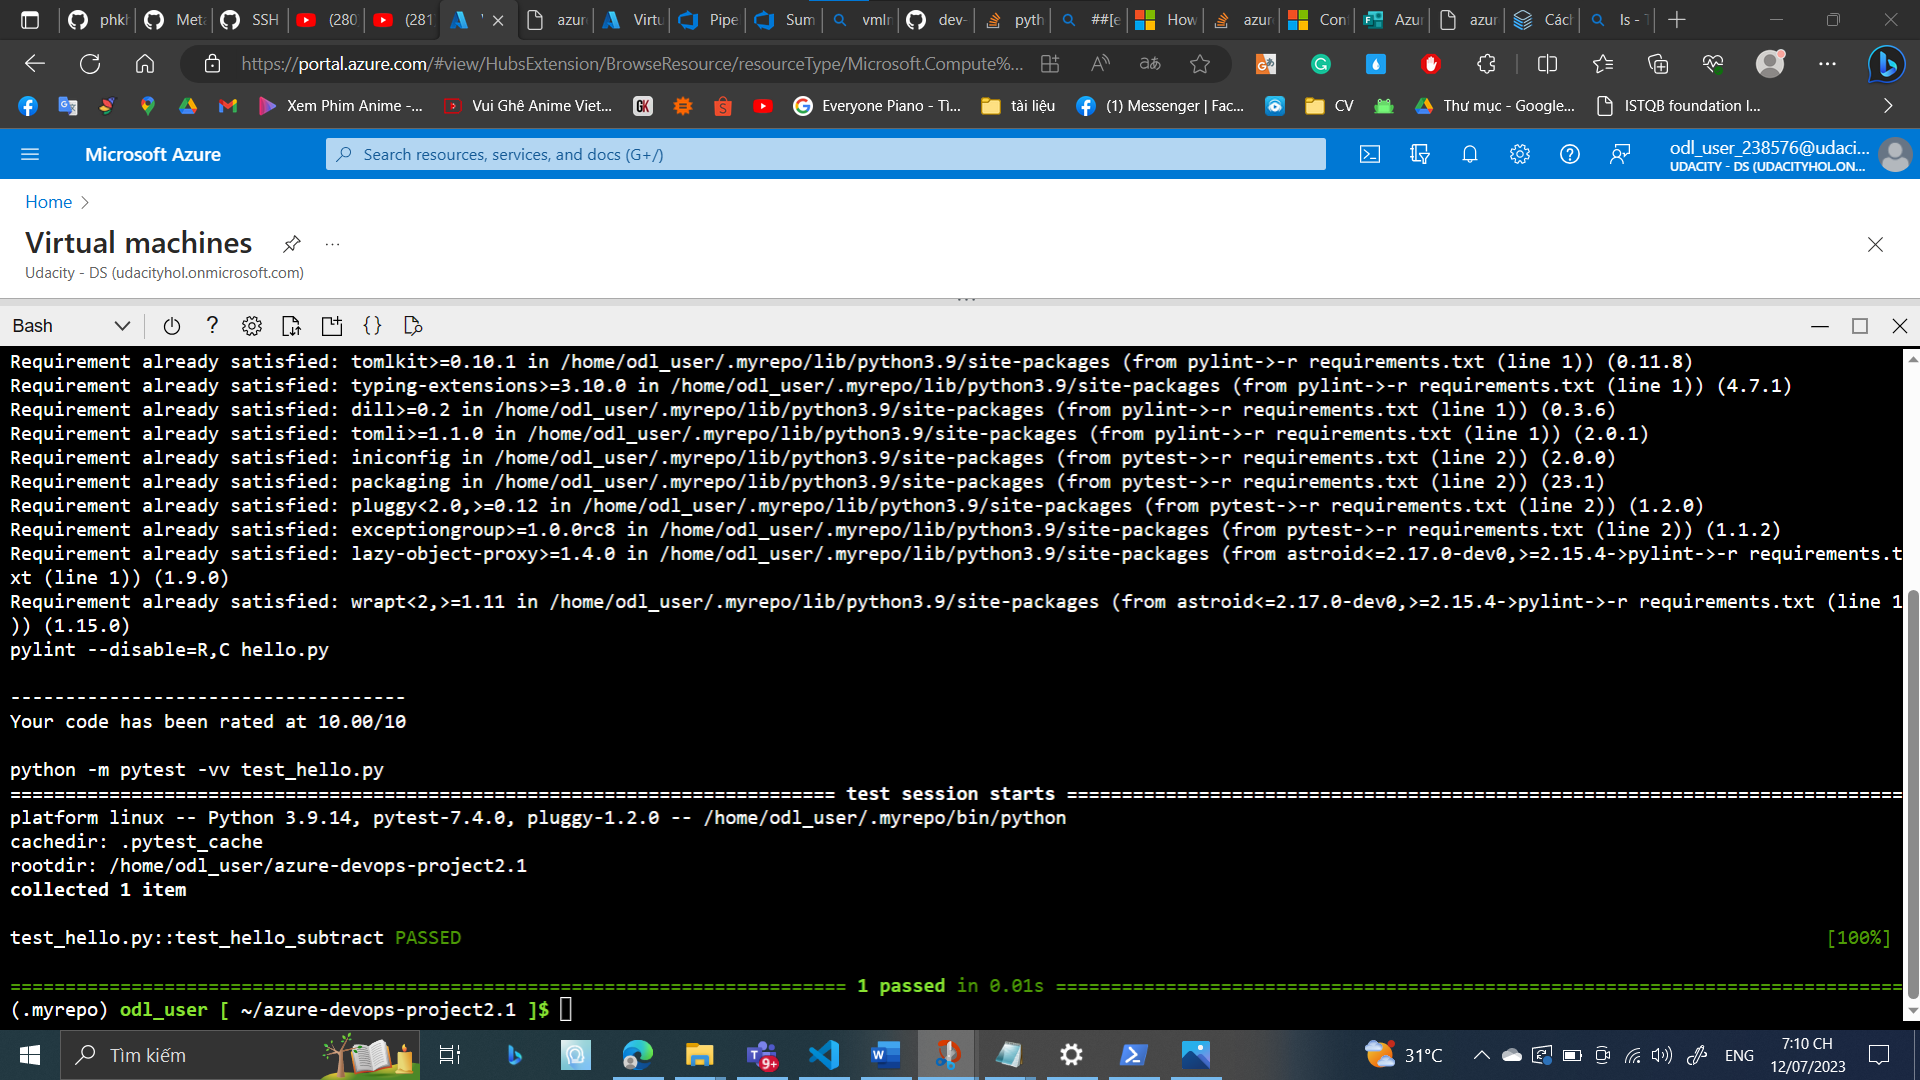 phkh
Meta
SSH
(280
(281
V
azure
Virtu
Pipe
Sum
vmIn
dev-
pyth
##[e
How
azur
Con
Azur
azur
Các
ls - T
https://portal.azure.com/#view/HubsExtension/BrowseResource/resourceType/Microsoft.Compute%...
Xem Phim Anime -...
Vui Ghê Anime Viet...
Everyone Piano - Tì...
tài liệu
(1) Messenger | Fac...
CV
Thư mục - Google...
ISTQB foundation l...
Microsoft Azure
Search resources, services, and docs (G+/)
odl_user_238576@udaci...
UDACITY - DS (UDACITYHOL.ON...
Home
Virtual machines
Udacity - DS (udacityhol.onmicrosoft.com)
Bash
Requirement already satisfied: tomlkit>=0.10.1 in /home/odl_user/.myrepo/lib/python3.9/site-packages (from pylint->-r requirements.txt (line 1)) (0.11.8)
Requirement already satisfied: typing-extensions>=3.10.0 in /home/odl_user/.myrepo/lib/python3.9/site-packages (from pylint->-r requirements.txt (line 1)) (4.7.1)
Requirement already satisfied: dill>=0.2 in /home/odl_user/.myrepo/lib/python3.9/site-packages (from pylint->-r requirements.txt (line 1)) (0.3.6)
Requirement already satisfied: tomli>=1.1.0 in /home/odl_user/.myrepo/lib/python3.9/site-packages (from pylint->-r requirements.txt (line 1)) (2.0.1)
Requirement already satisfied: iniconfig in /home/odl_user/.myrepo/lib/python3.9/site-packages (from pytest->-r requirements.txt (line 2)) (2.0.0)
Requirement already satisfied: packaging in /home/odl_user/.myrepo/lib/python3.9/site-packages (from pytest->-r requirements.txt (line 2)) (23.1)
Requirement already satisfied: pluggy<2.0,>=0.12 in /home/odl_user/.myrepo/lib/python3.9/site-packages (from pytest->-r requirements.txt (line 2)) (1.2.0)
Requirement already satisfied: exceptiongroup>=1.0.0rc8 in /home/odl_user/.myrepo/lib/python3.9/site-packages (from pytest->-r requirements.txt (line 2)) (1.1.2)
Requirement already satisfied: lazy-object-proxy>=1.4.0 in /home/odl_user/.myrepo/lib/python3.9/site-packages (from astroid<=2.17.0-dev0,>=2.15.4->pylint->-r requirements.t
xt (line 1)) (1.9.0)
Requirement already satisfied: wrapt<2,>=1.11 in /home/odl_user/.myrepo/lib/python3.9/site-packages (from astroid<=2.17.0-dev0,>=2.15.4->pylint->-r requirements.txt (line 1
)) (1.15.0)
pylint --disable=R,C hello.py
------------------------------------
Your code has been rated at 10.00/10
python -m pytest -vv test_hello.py
=========================================================================== test session starts ============================================================================
platform linux -- Python 3.9.14, pytest-7.4.0, pluggy-1.2.0 -- /home/odl_user/.myrepo/bin/python
cachedir: .pytest_cache
rootdir: /home/odl_user/azure-devops-project2.1
collected 1 item
test_hello.py::test_hello_subtract PASSED [100%]
============================================================================ 1 passed in 0.01s =============================================================================
(.myrepo) odl_user [ ~/azure-devops-project2.1 ]$
Tìm kiếm
9+
31°C
ENG
7:10 CH
12/07/2023